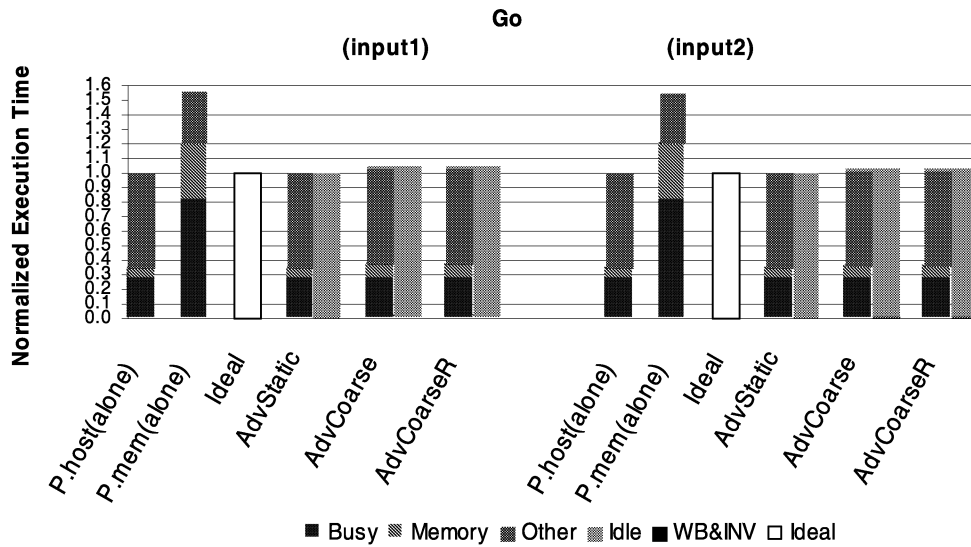 Go
(input1) (input2)
Normalized Execution Time
1.6
1.5
1.4
1.3
1.2
1.1
1.0
0.9
0.8
0.7
0.6
0.5
0.4
0.3
0.2
0.1
0.0
P.host(alone)
P.mem(alone)
Ideal
AdvStatic
AdvCoarse
AdvCoarseR
P.host(alone)
P.mem(alone)
Ideal
AdvStatic
AdvCoarse
AdvCoarseR
Busy Memory Other Idle WB&INV Ideal